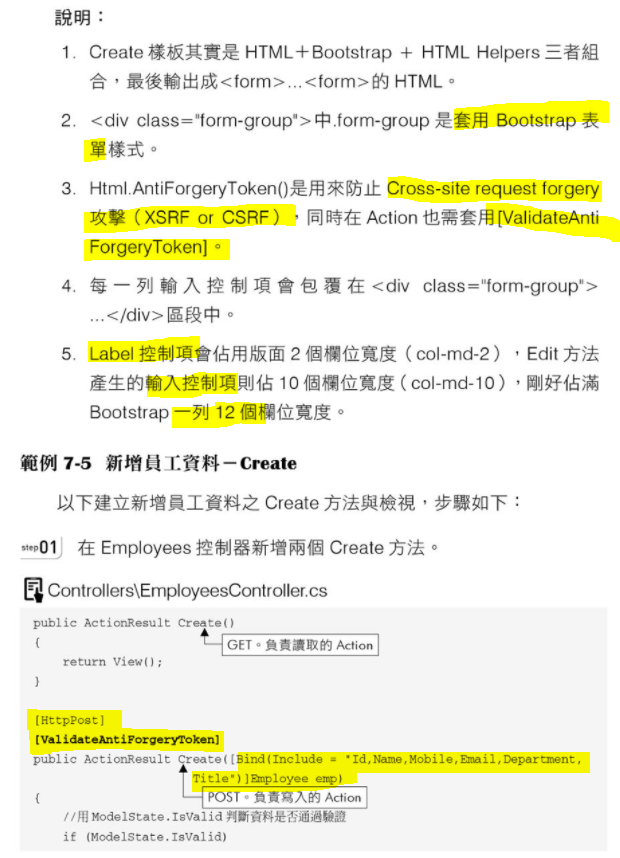 說明：
1. Create 樣板其實是 HTML＋Bootstrap + HTML Helpers 三者組
合，最後輸出成<form>...<form>的 HTML。
2. <div class="form-group">中.form-group 是套用 Bootstrap 表
單樣式。
3. Html.AntiForgeryToken()是用來防止 Cross-site request forgery
攻擊（XSRF or CSRF），同時在 Action 也需套用[ValidateAnti
ForgeryToken]。
4. 每一列輸入控制項會包覆在<div class="form-group">
...</div>區段中。
5. Label 控制項會佔用版面 2 個欄位寬度（col-md-2），Edit 方法
產生的輸入控制項則佔 10 個欄位寬度（col-md-10），剛好佔滿
Bootstrap 一列 12 個欄位寬度。
範例 7-5 新增員工資料－Create
以下建立新增員工資料之 Create 方法與檢視，步驟如下：
step01 在 Employees 控制器新增兩個 Create 方法。
Controllers\EmployeesController.cs
public ActionResult Create()
{
GET。負責讀取的 Action
return View();
}
[HttpPost]
[ValidateAntiForgeryToken]
public ActionResult Create([Bind(Include = "Id,Name,Mobile,Email,Department,
Title")]Employee emp)
{
POST。負責寫入的 Action
//用 ModelState.IsValid 判斷資料是否通過驗證
if (ModelState.IsValid)